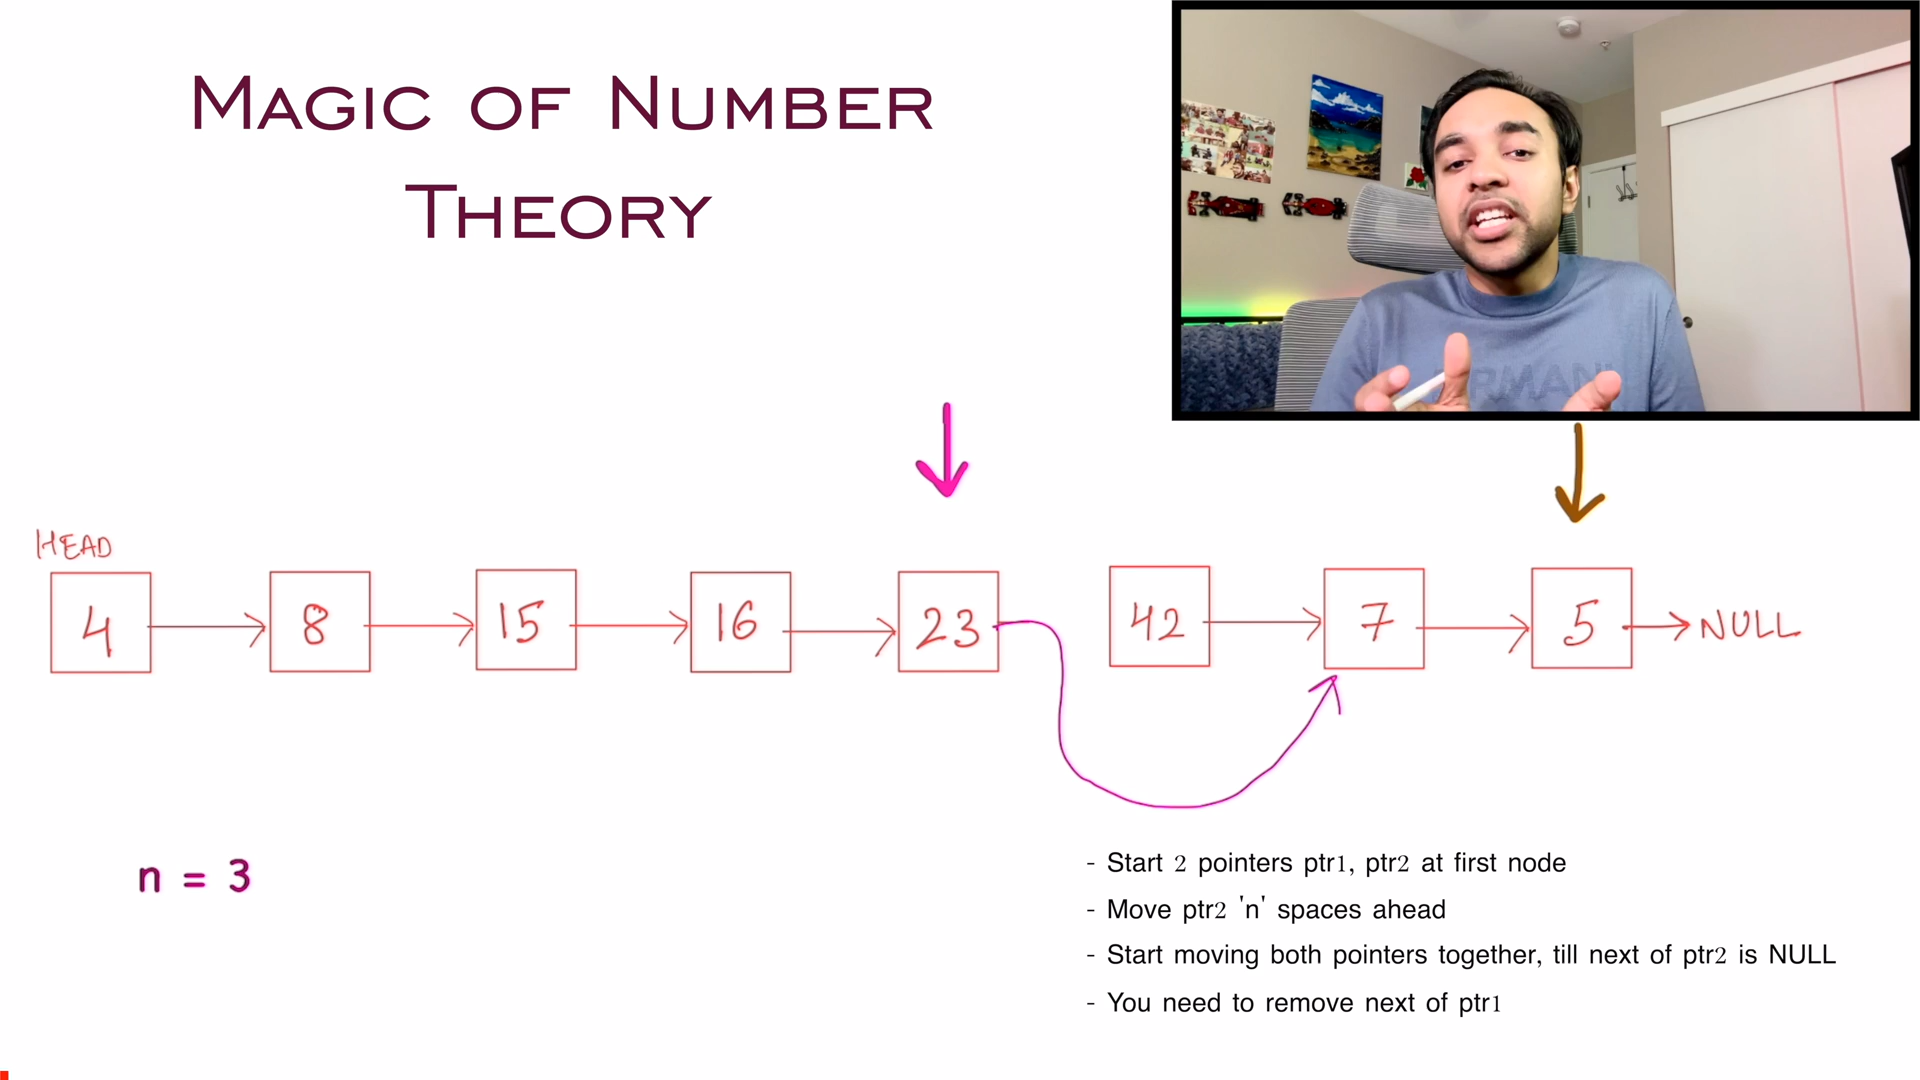 MAGIC OF NUMBER
THEORY
ARMANI
HEAD
4 8 15 16 23 42 7 5 NULL
n = 3
- Start 2 pointers ptr1, ptr2 at first node
- Move ptr2 'n' spaces ahead
- Start moving both pointers together, till next of ptr2 is NULL
- You need to remove next of ptr1